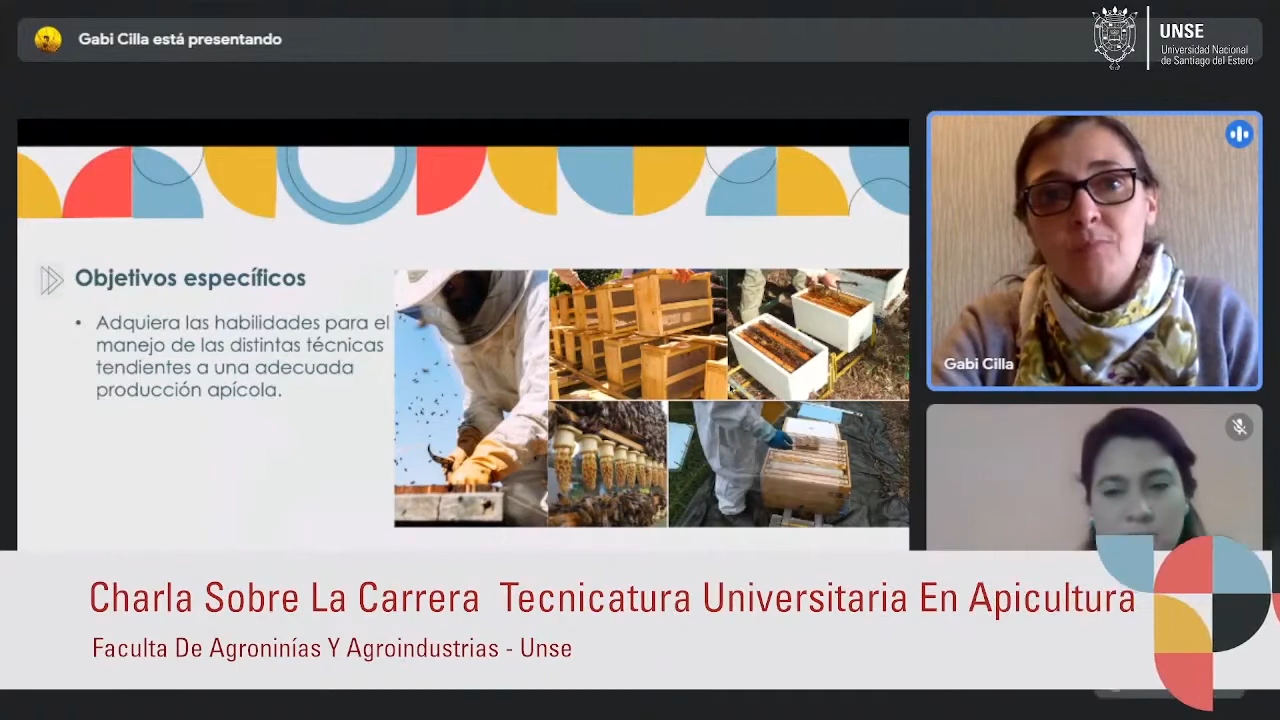 Gabi Cilla está presentando
UNSE
Universidad Nacional
de Santiago del Estero
Objetivos específicos
• Adquiera las habilidades para el
manejo de las distintas técnicas
tendientes a una adecuada
producción apícola.
Gabi Cilla
Charla Sobre La Carrera Tecnicatura Universitaria En Apicultura
Faculta De Agroninías Y Agroindustrias - Unse